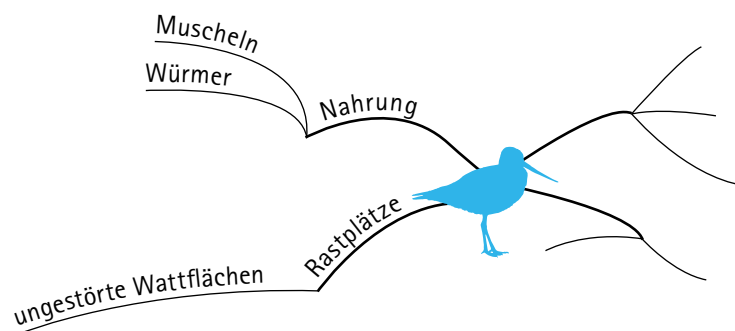 Muscheln
Würmer
Nahrung
Rastplätze
ungestörte Wattflächen